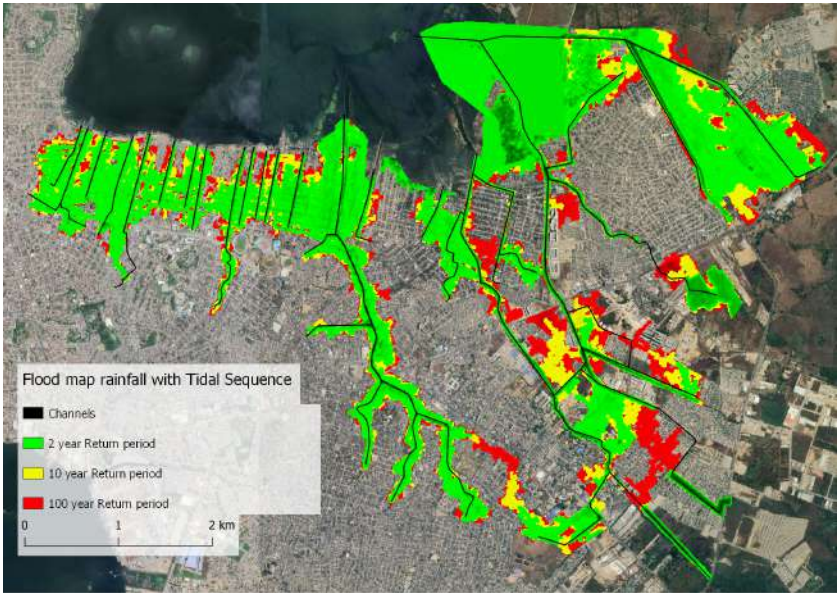 Flood map rainfall with Tidal Sequence
Channels
2 year Return period
10 year Return period
100 year Return period
0 1 2 km